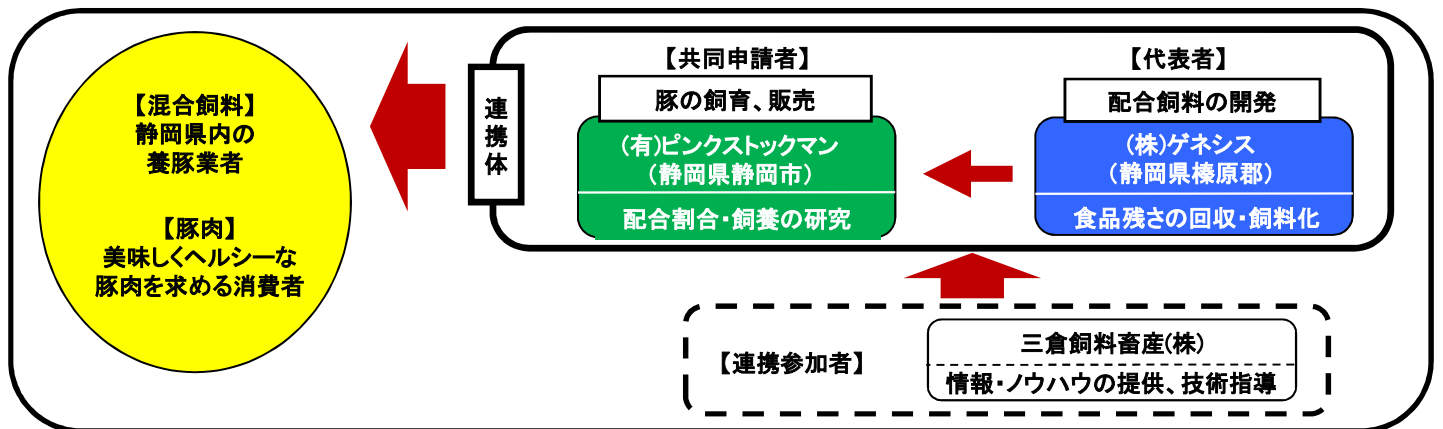 【混合飼料】
静岡県内の
養豚業者
【豚肉】
美味しくヘルシーな
豚肉を求める消費者
連携体
【共同申請者】
豚の飼育、販売
(有)ピンクストックマン
(静岡県静岡市)
配合割合・飼養の研究
【代表者】
配合飼料の開発
(株)ゲネシス
(静岡県榛原郡)
食品残さの回収・飼料化
【連携参加者】
三倉飼料畜産(株)
情報・ノウハウの提供、技術指導